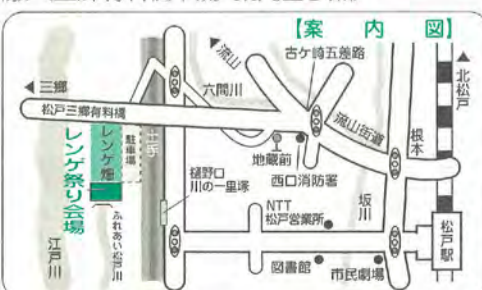 【案内図】
流山
古ケ崎五差路
北松戸
三郷
六間川
松戸三郷有料橋
流山街道
根本
駐車場
土手
レンゲ畑
レンゲ祭り会場
地蔵前
西口消防署
樋野口
川の一里塚
坂川
ふれあい松戸川
江戸川
NTT
松戸営業所
松戸駅
図書館
市民劇場